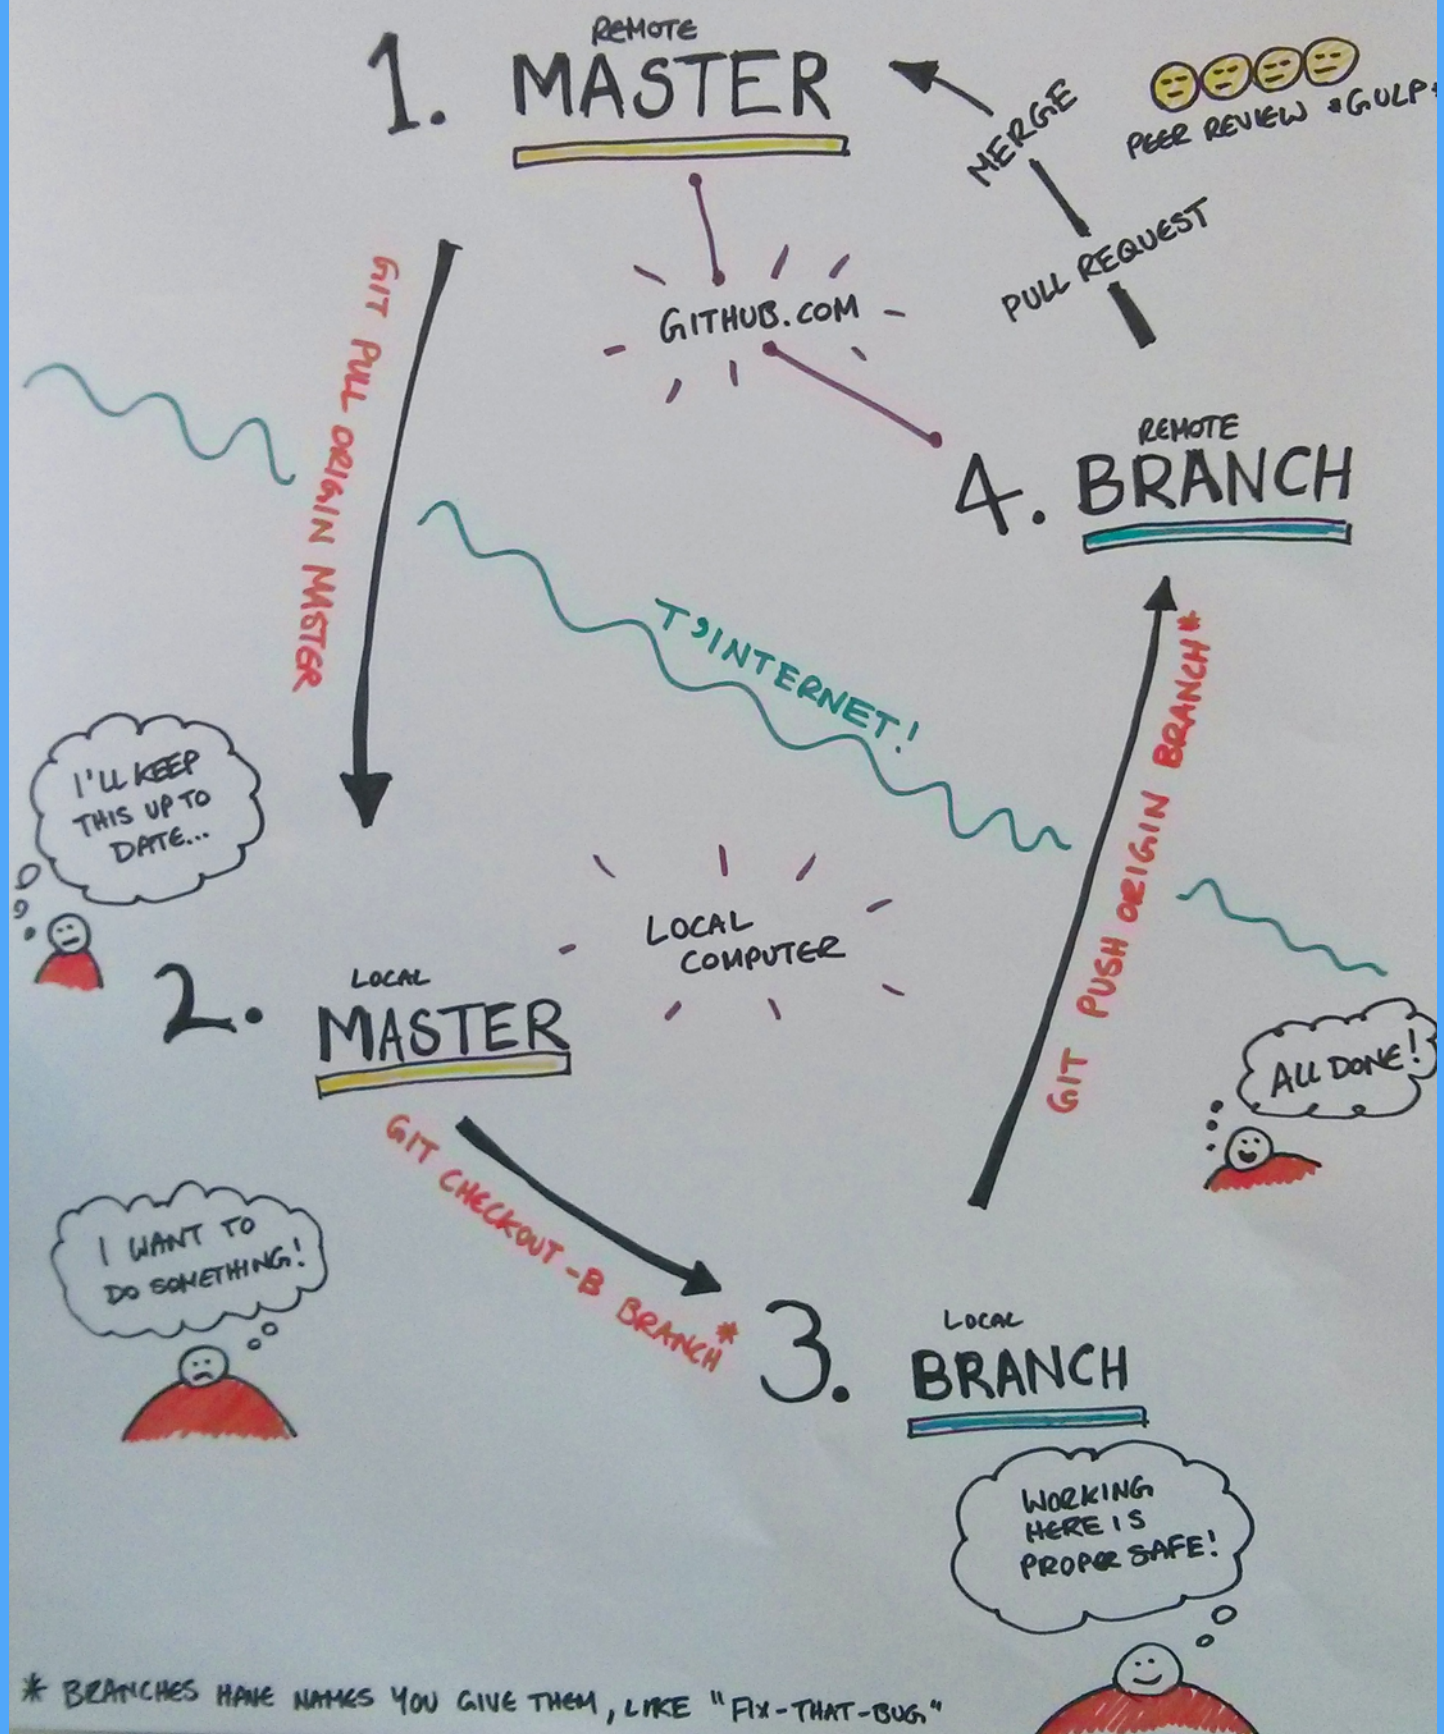 REMOTE
1. MASTER
MERGE
PEER REVIEW *GULP*
PULL REQUEST
GITHUB.COM
GIT PULL ORIGIN MASTER
REMOTE
4. BRANCH
T'INTERNET!
GIT PUSH ORIGIN BRANCH*
I'LL KEEP
THIS UP TO
DATE...
LOCAL
COMPUTER
LOCAL
2. MASTER
ALL DONE!
GIT CHECKOUT -B BRANCH*
I WANT TO
DO SOMETHING!
LOCAL
3. BRANCH
WORKING
HERE IS
PROPER SAFE!
* BRANCHES HAVE NAMES YOU GIVE THEM, LIKE "FIX-THAT-BUG"